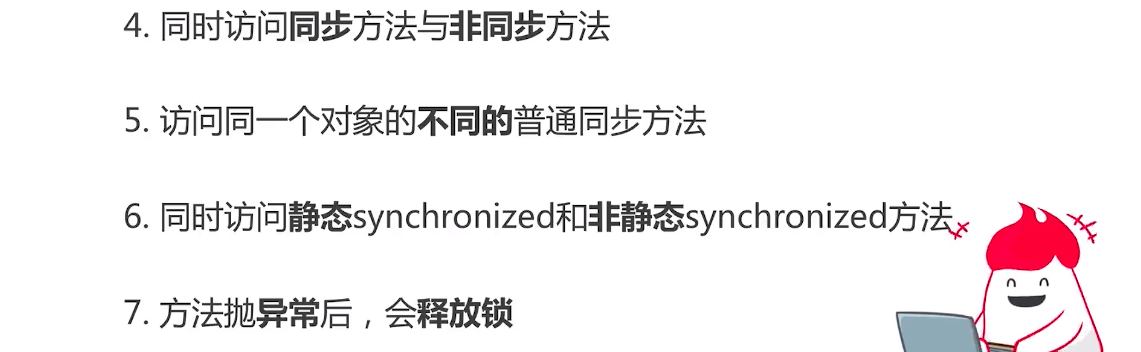 4. 同时访问同步方法与非同步方法
5. 访问同一个对象的不同的普通同步方法
6. 同时访问静态synchronized和非静态synchronized方法
7. 方法抛异常后，会释放锁